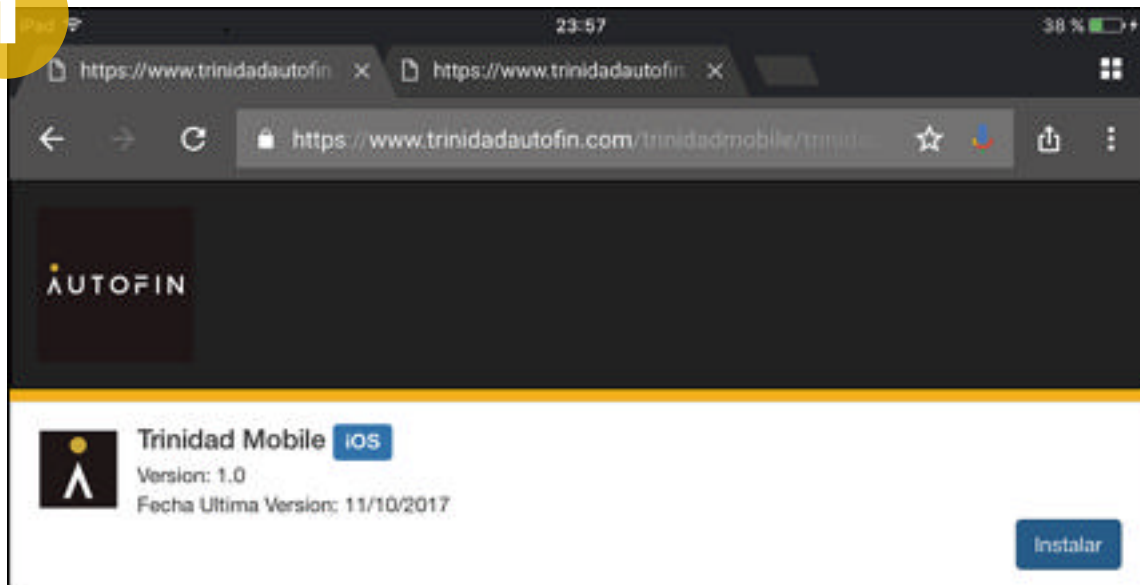 iPad
23:57
38 %
https://www.trinidadautofin
https://www.trinidadautofin
https://www.trinidadautofin.com/trinidadmobile/
AUTOFIN
Trinidad Mobile iOS
Version: 1.0
Fecha Ultima Version: 11/10/2017
Instalar